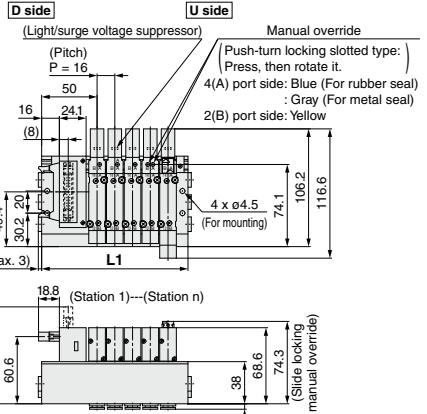 D side
U side
(Light/surge voltage suppressor)
Manual override
(Pitch)
P = 16
(Push-turn locking slotted type:
Press, then rotate it.)
50
4(A) port side: Blue (For rubber seal)
: Gray (For metal seal)
16
24.1
2(B) port side: Yellow
(8)
20
30.2
4 x ø4.5
(For mounting)
74.1
106.2
116.6
L1
18.8
(Station 1)---(Station n)
60.6
38
68.6
74.3
(Slide locking
manual override)